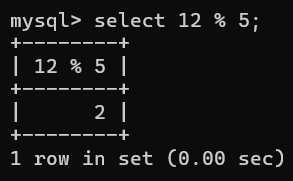 mysql> select 12 % 5;
+--------+
| 12 % 5 |
+--------+
|      2 |
+--------+
1 row in set (0.00 sec)